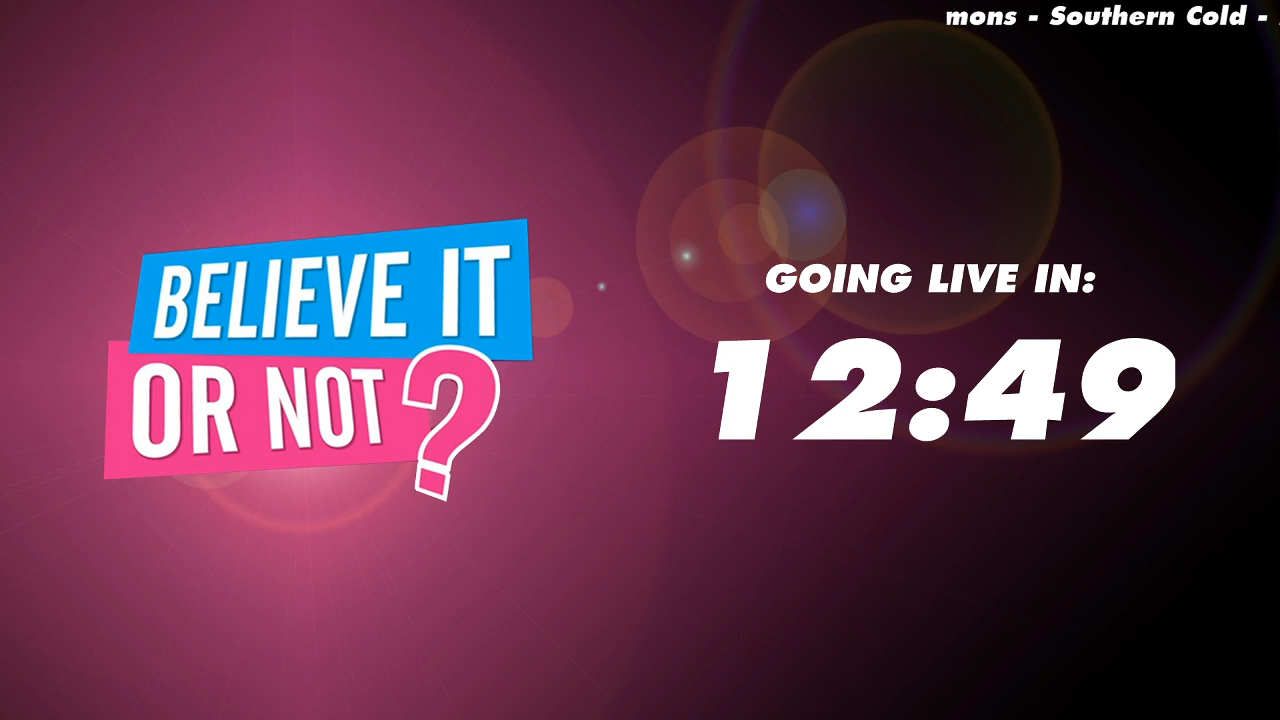 mons - Southern Cold -
BELIEVE IT
OR NOT?
GOING LIVE IN:
12:49